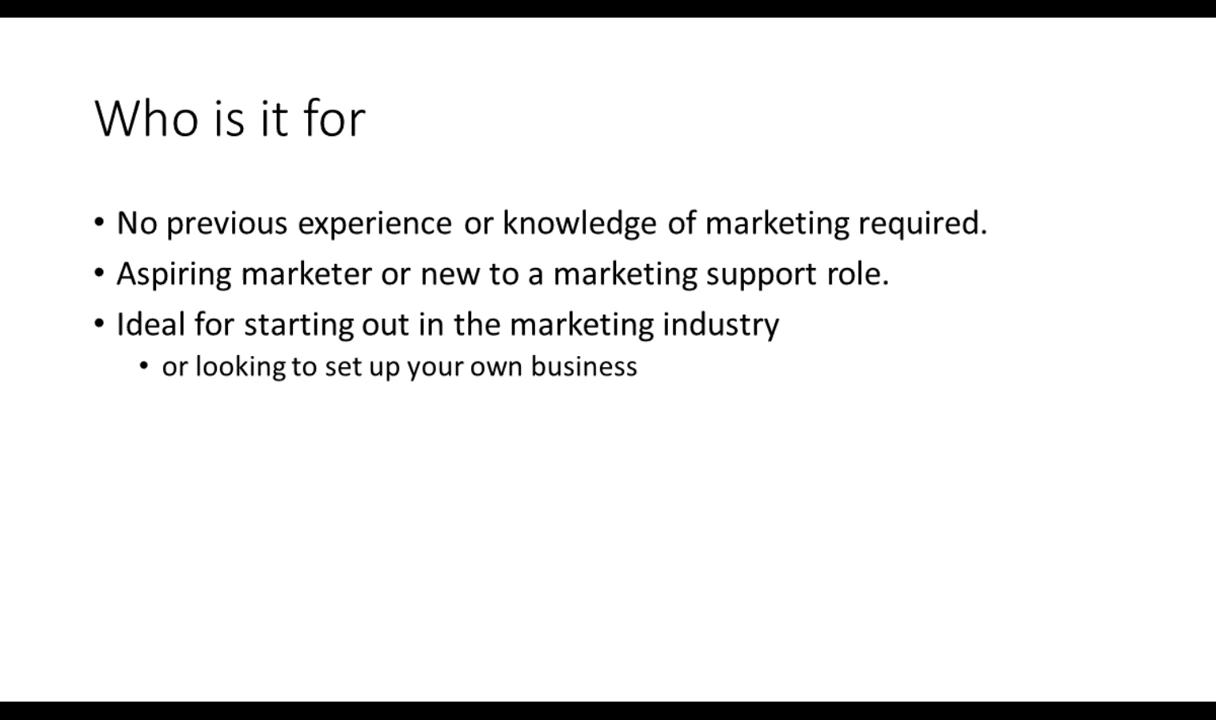 Who is it for
• No previous experience or knowledge of marketing required.
• Aspiring marketer or new to a marketing support role.
• Ideal for starting out in the marketing industry
• or looking to set up your own business